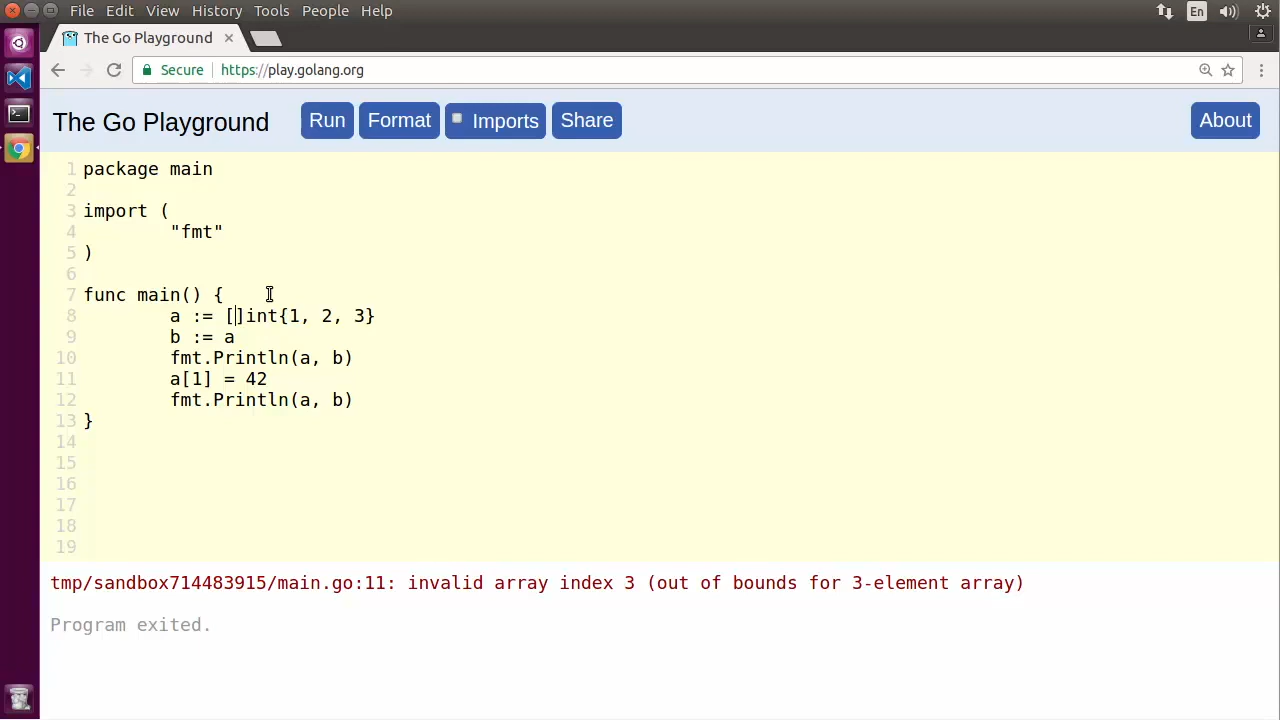 File Edit View History Tools People Help
En
The Go Playground
Secure https://play.golang.org
The Go Playground Run Format Imports Share About
1 package main
2
3 import (
4 "fmt"
5 )
6
7 func main() {
8 a := []int{1, 2, 3}
9 b := a
10 fmt.Println(a, b)
11 a[1] = 42
12 fmt.Println(a, b)
13 }
14
15
16
17
18
19
tmp/sandbox714483915/main.go:11: invalid array index 3 (out of bounds for 3-element array)
Program exited.